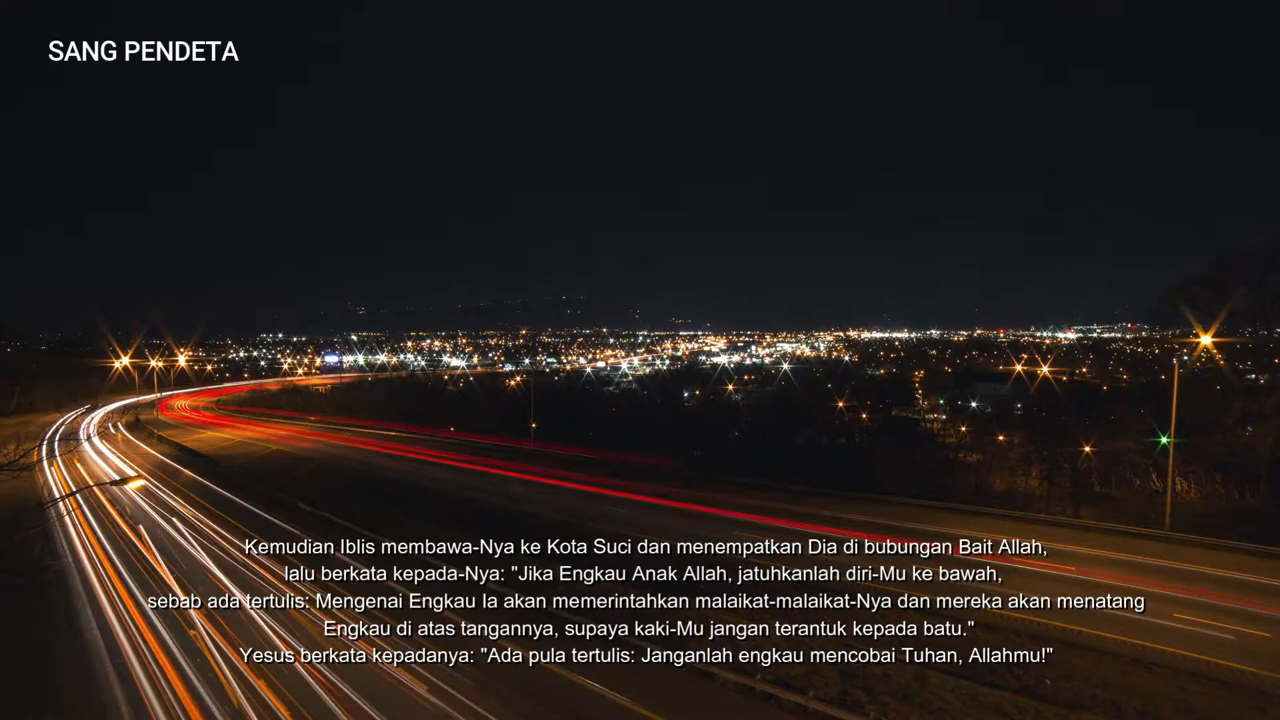 SANG PENDETA
Kemudian Iblis membawa-Nya ke Kota Suci dan menempatkan Dia di bubungan Bait Allah,
lalu berkata kepada-Nya: "Jika Engkau Anak Allah, jatuhkanlah diri-Mu ke bawah,
sebab ada tertulis: Mengenai Engkau Ia akan memerintahkan malaikat-malaikat-Nya dan mereka akan menatang
Engkau di atas tangannya, supaya kaki-Mu jangan terantuk kepada batu."
Yesus berkata kepadanya: "Ada pula tertulis: Janganlah engkau mencobai Tuhan, Allahmu!"